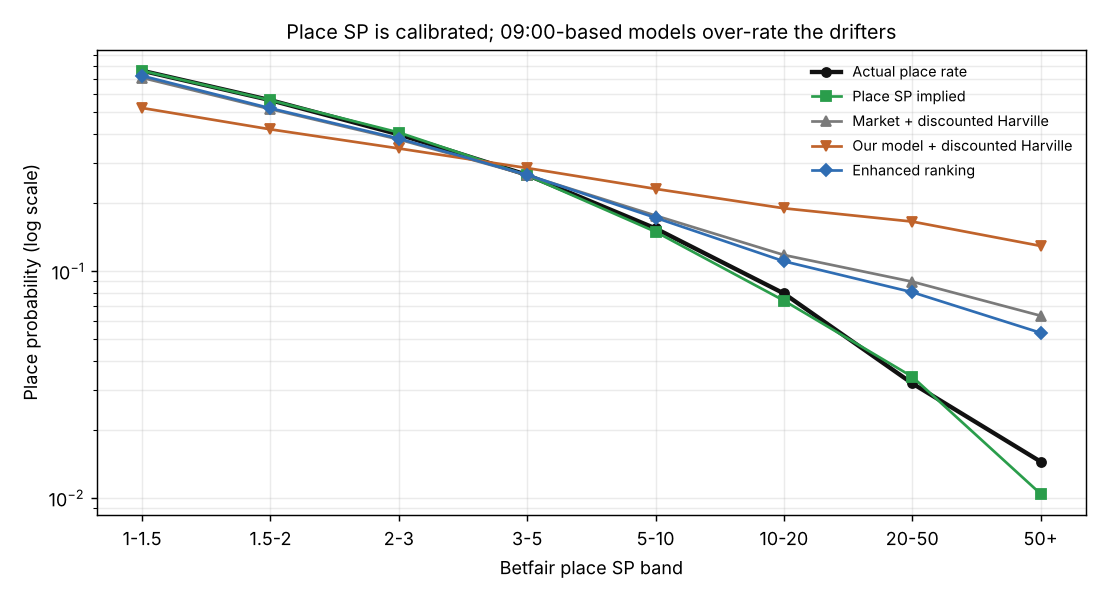 Place SP is calibrated; 09:00-based models over-rate the drifters
Actual place rate
Place SP implied
Market + discounted Harville
Our model + discounted Harville
Enhanced ranking
Place probability (log scale)
10⁻¹
10⁻²
1-1.5 1.5-2 2-3 3-5 5-10 10-20 20-50 50+
Betfair place SP band